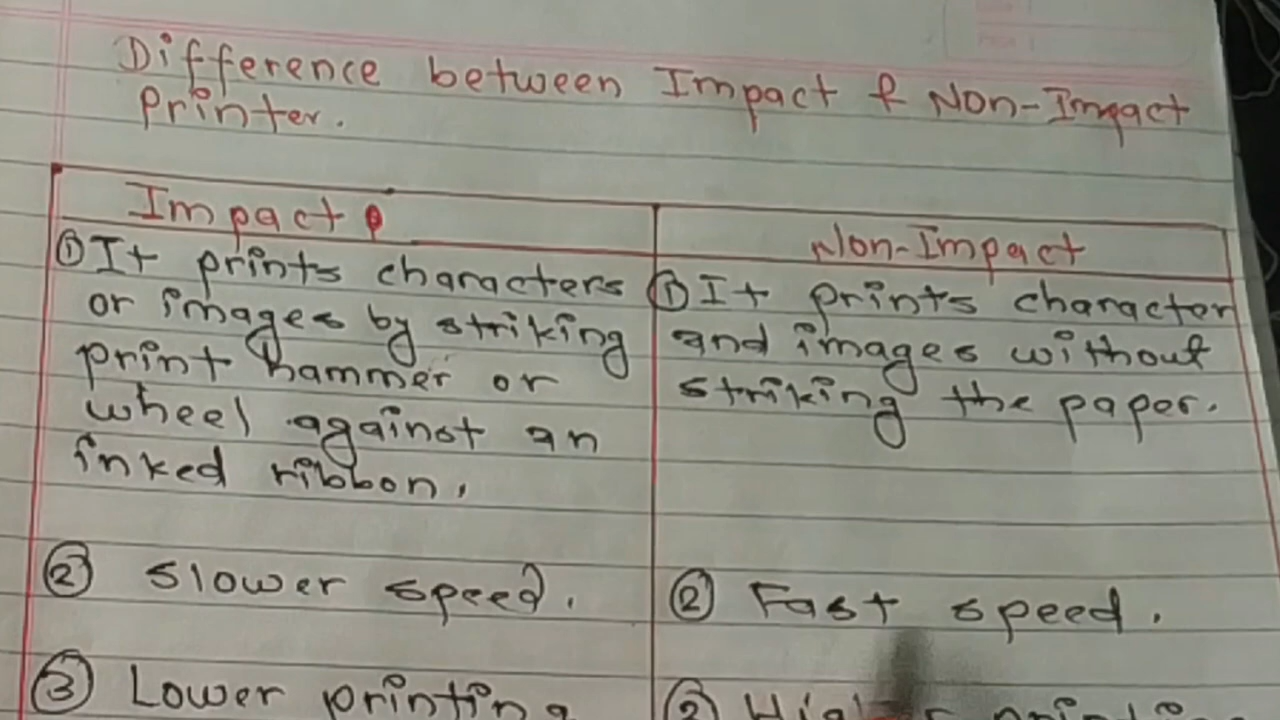 Difference between Impact & Non-Impact
Printer.
Impact
Non-Impact
① It prints characters
or images by striking
print hammer or
wheel against an
inked ribbon.
① It prints character
and images without
striking the paper.
② Slower speed.
② Fast speed.
③ Lower printing